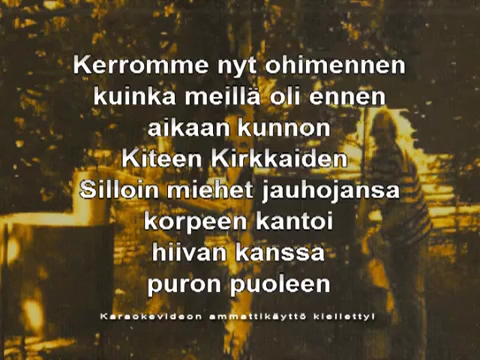 Kerromme nyt ohimennen
kuinka meillä oli ennen
aikaan kunnon
Kiteen Kirkkaiden
Silloin miehet jauhojansa
korpeen kantoi
hiivan kanssa
puron puoleen
Karaokevideon ammattikäyttö kielletty!